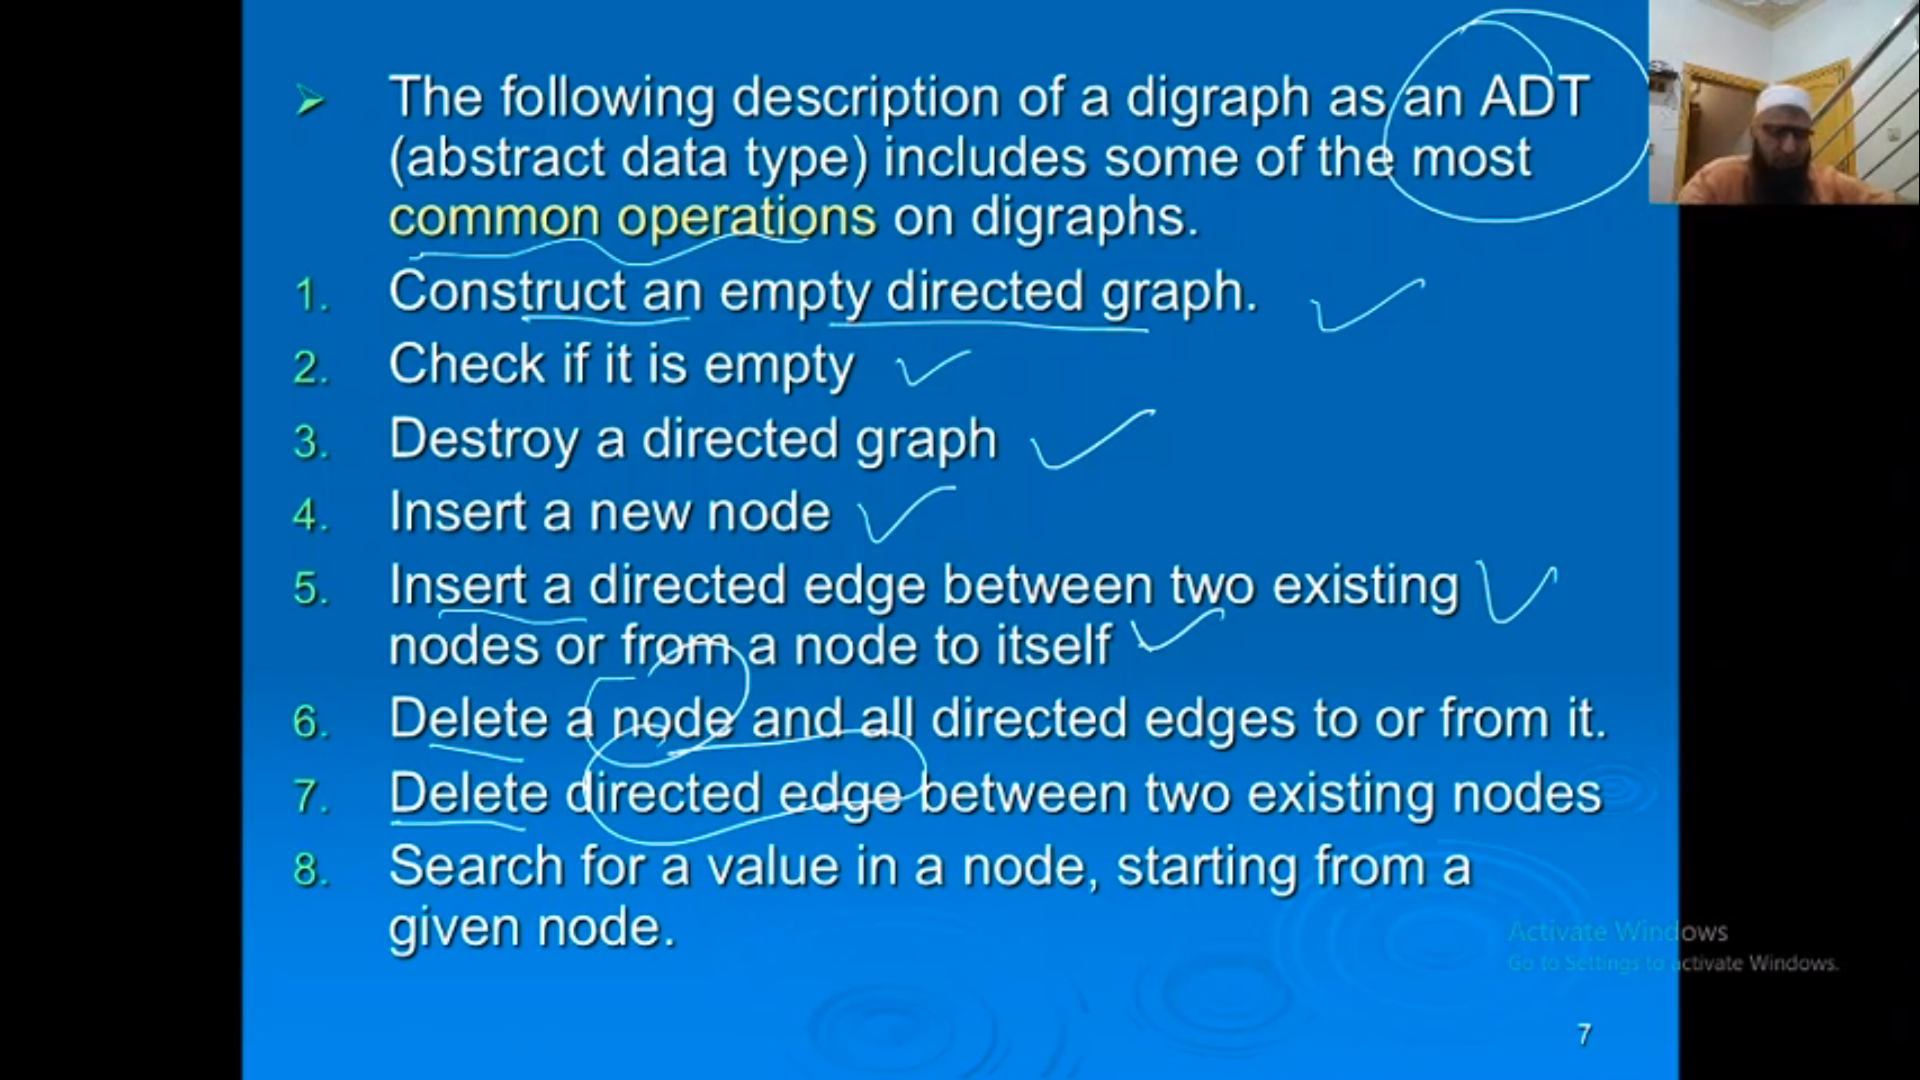 ➢ The following description of a digraph as an ADT
(abstract data type) includes some of the most
common operations on digraphs.
1. Construct an empty directed graph.
2. Check if it is empty
3. Destroy a directed graph
4. Insert a new node
5. Insert a directed edge between two existing
nodes or from a node to itself
6. Delete a node and all directed edges to or from it.
7. Delete directed edge between two existing nodes
8. Search for a value in a node, starting from a
given node.
Activate Windows
Go to Settings to activate Windows.
7